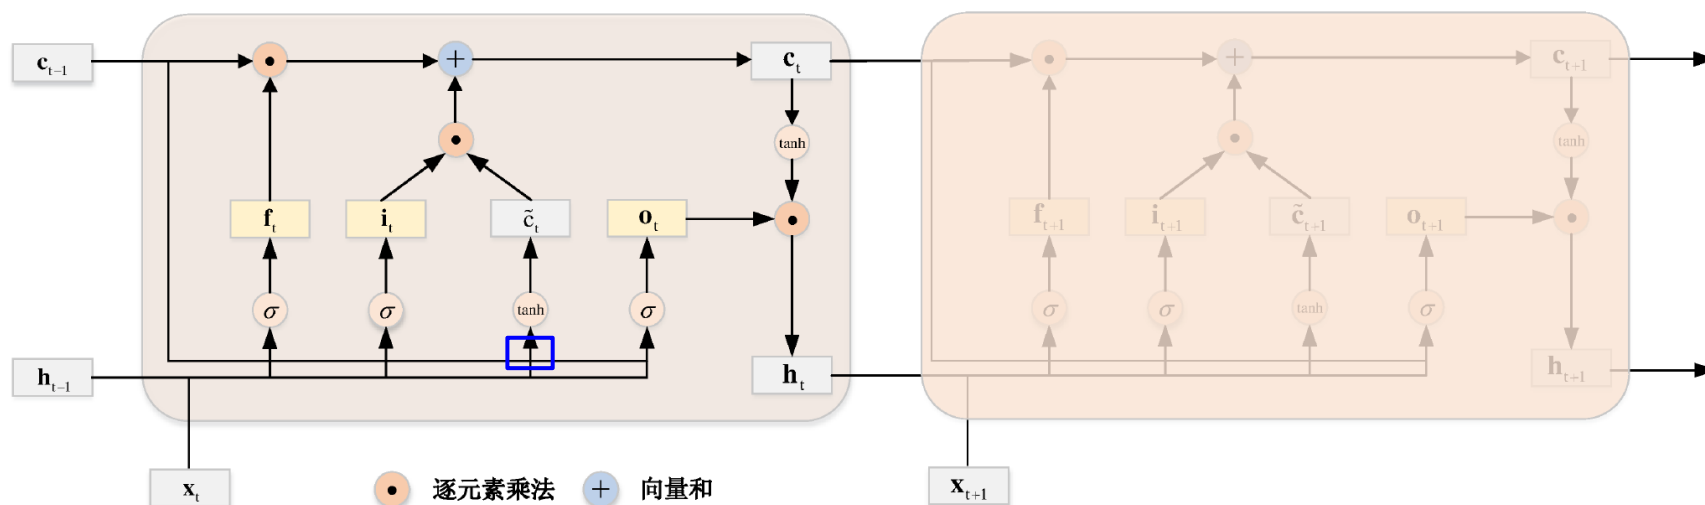 c_{t-1} c_t c_{t+1}
tanh tanh
f_t i_t c̃_t o_t f_{t+1} i_{t+1} c̃_{t+1} o_{t+1}
σ σ tanh σ σ σ tanh σ
h_{t-1} h_t h_{t+1}
x_t 逐元素乘法 向量和 x_{t+1}